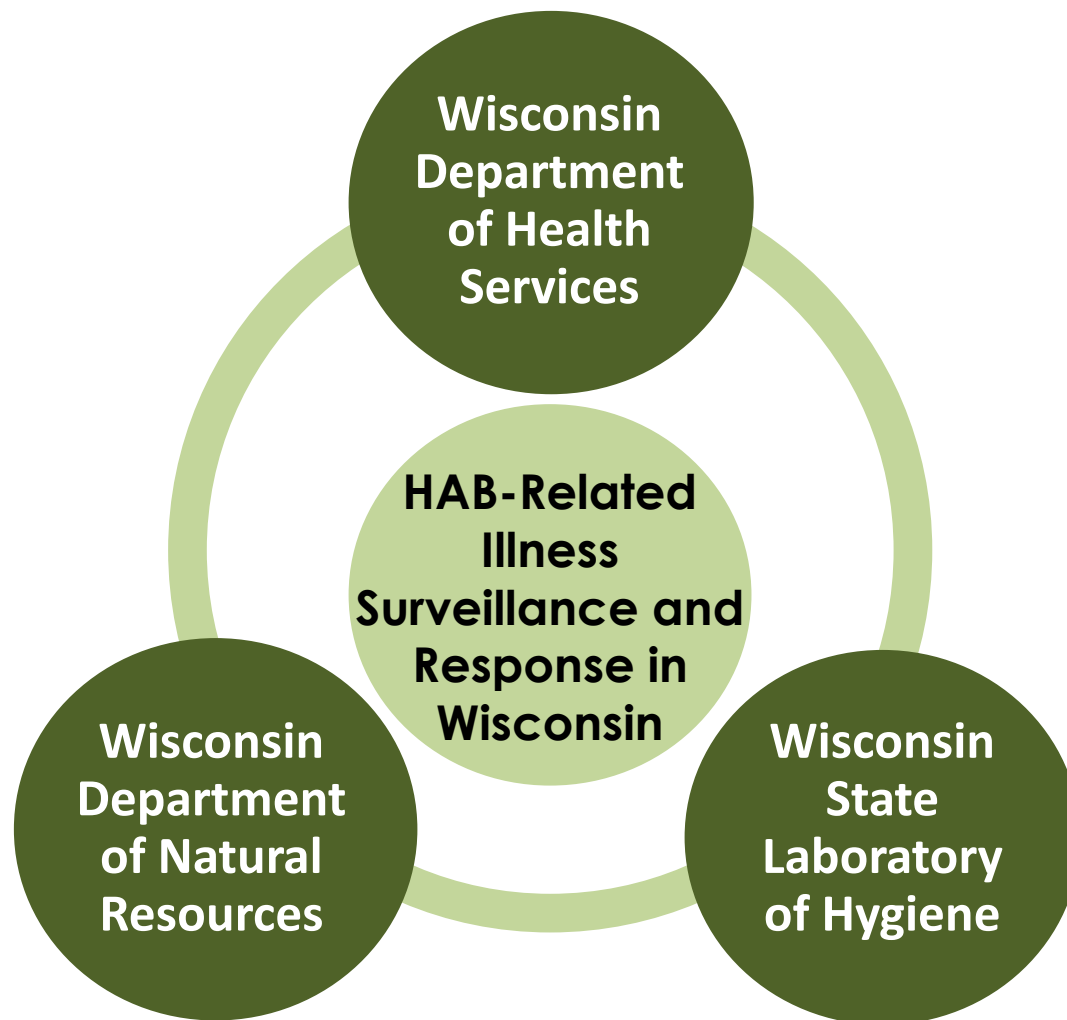 Wisconsin
Department
of Health
Services
HAB-Related
Illness
Surveillance and
Response in
Wisconsin
Wisconsin
Department
of Natural
Resources
Wisconsin
State
Laboratory
of Hygiene